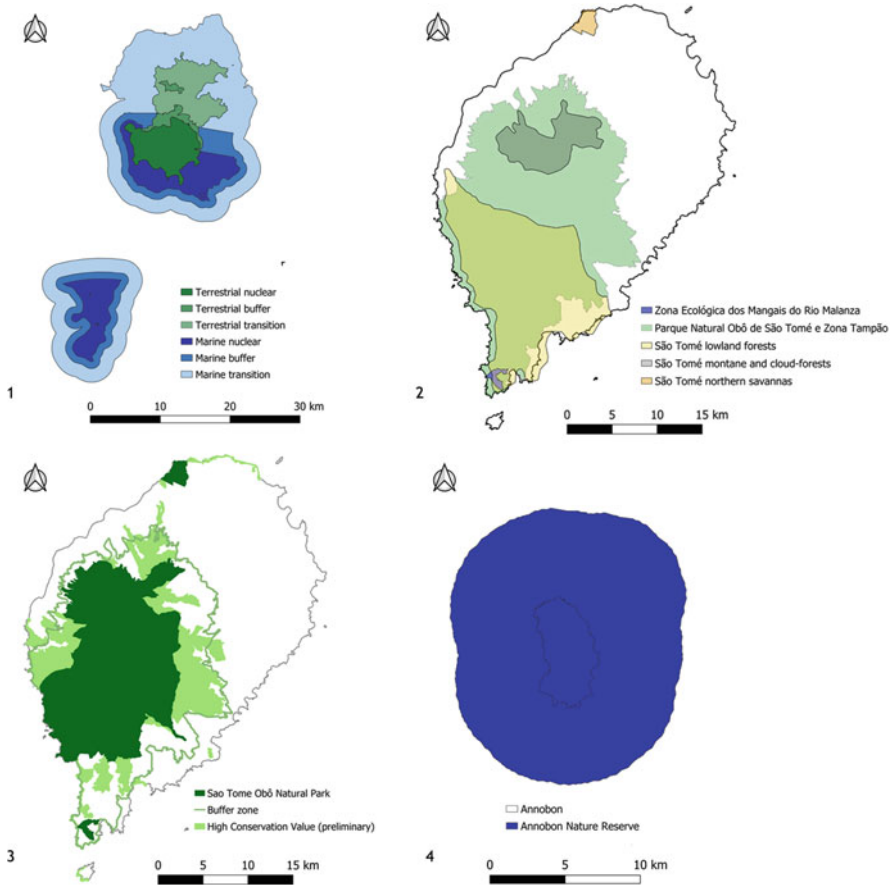 Terrestrial nuclear
Terrestrial buffer
Terrestrial transition
Marine nuclear
Marine buffer
Marine transition
1
0 10 20 30 km
Zona Ecológica dos Mangais do Rio Malanza
Parque Natural Obô de São Tomé e Zona Tampão
São Tomé lowland forests
São Tomé montane and cloud-forests
São Tomé northern savannas
2
0 5 10 15 km
Sao Tome Obô Natural Park
Buffer zone
High Conservation Value (preliminary)
3
0 5 10 15 km
Annobon
Annobon Nature Reserve
4
0 5 10 km